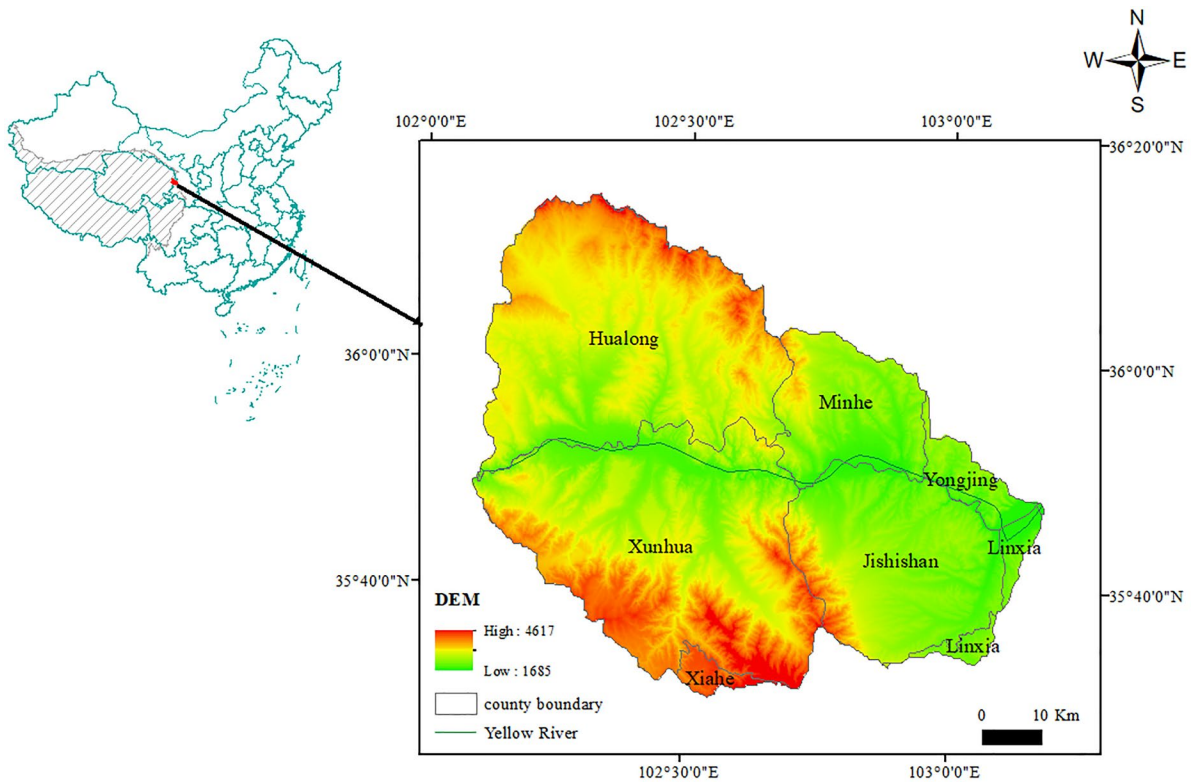 N
W E
S
102°0'0"E 102°30'0"E 103°0'0"E
36°20'0"N
36°0'0"N
36°0'0"N
35°40'0"N
35°40'0"N
Hualong
Minhe
Yongjing
Linxia
Xunhua
Jishishan
Linxia
Xiahe
DEM
High : 4617
Low : 1685
county boundary
Yellow River
0 10 Km
102°30'0"E 103°0'0"E